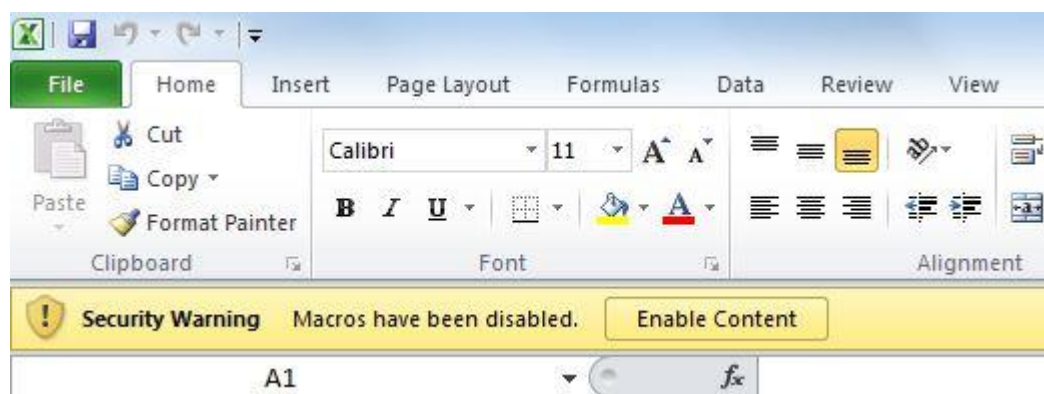 File Home Insert Page Layout Formulas Data Review View
Cut
Calibri 11 A A
Copy
Paste
B I U A
Format Painter
Clipboard Font Alignment
Security Warning Macros have been disabled. Enable Content
A1 fx